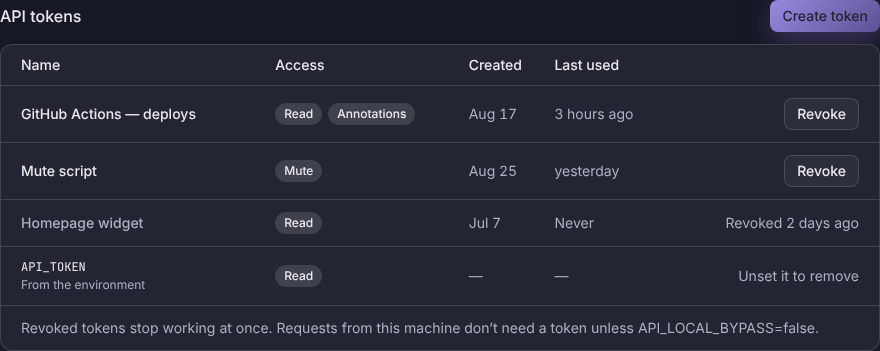 API tokens
Create token
Name Access Created Last used
GitHub Actions — deploys Read Annotations Aug 17 3 hours ago Revoke
Mute script Mute Aug 25 yesterday Revoke
Homepage widget Read Jul 7 Never Revoked 2 days ago
API_TOKEN
From the environment
Read — — Unset it to remove
Revoked tokens stop working at once. Requests from this machine don’t need a token unless API_LOCAL_BYPASS=false.